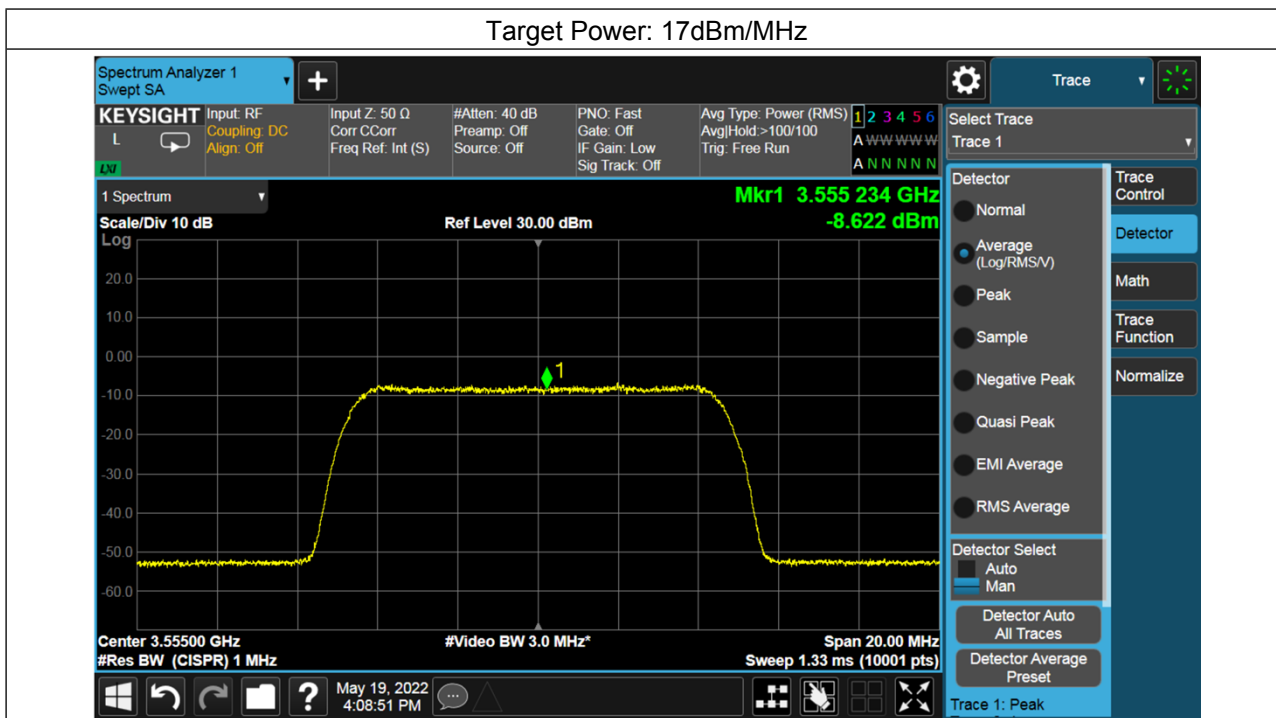 Target Power: 17dBm/MHz
Spectrum Analyzer 1
Swept SA
Trace
KEYSIGHT
L
LXI
Input: RF
Coupling: DC
Align: Off
Input Z: 50 Ω
Corr CCorr
Freq Ref: Int (S)
#Atten: 40 dB
Preamp: Off
Source: Off
PNO: Fast
Gate: Off
IF Gain: Low
Sig Track: Off
Avg Type: Power (RMS)
Avg|Hold:>100/100
Trig: Free Run
1 2 3 4 5 6
A W W W W W
A N N N N N
Select Trace
Trace 1
1 Spectrum
Scale/Div 10 dB
Log
Ref Level 30.00 dBm
Mkr1 3.555 234 GHz
-8.622 dBm
20.0
10.0
0.00
-10.0
-20.0
-30.0
-40.0
-50.0
-60.0
1
Center 3.55500 GHz
#Res BW (CISPR) 1 MHz
#Video BW 3.0 MHz*
Span 20.00 MHz
Sweep 1.33 ms (10001 pts)
Detector
Normal
Average
(Log/RMS/V)
Peak
Sample
Negative Peak
Quasi Peak
EMI Average
RMS Average
Detector Select
Auto
Man
Detector Auto
All Traces
Detector Average
Preset
Trace 1: Peak
Trace
Control
Detector
Math
Trace
Function
Normalize
?
May 19, 2022
4:08:51 PM